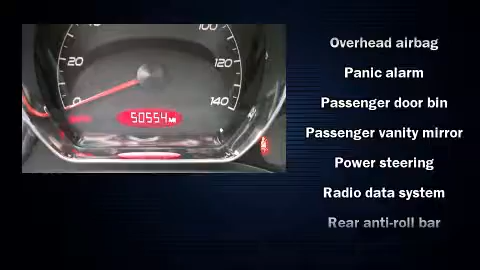 100
20
120
0
140
50554 MI
Overhead airbag
Panic alarm
Passenger door bin
Passenger vanity mirror
Power steering
Radio data system
Rear anti-roll bar